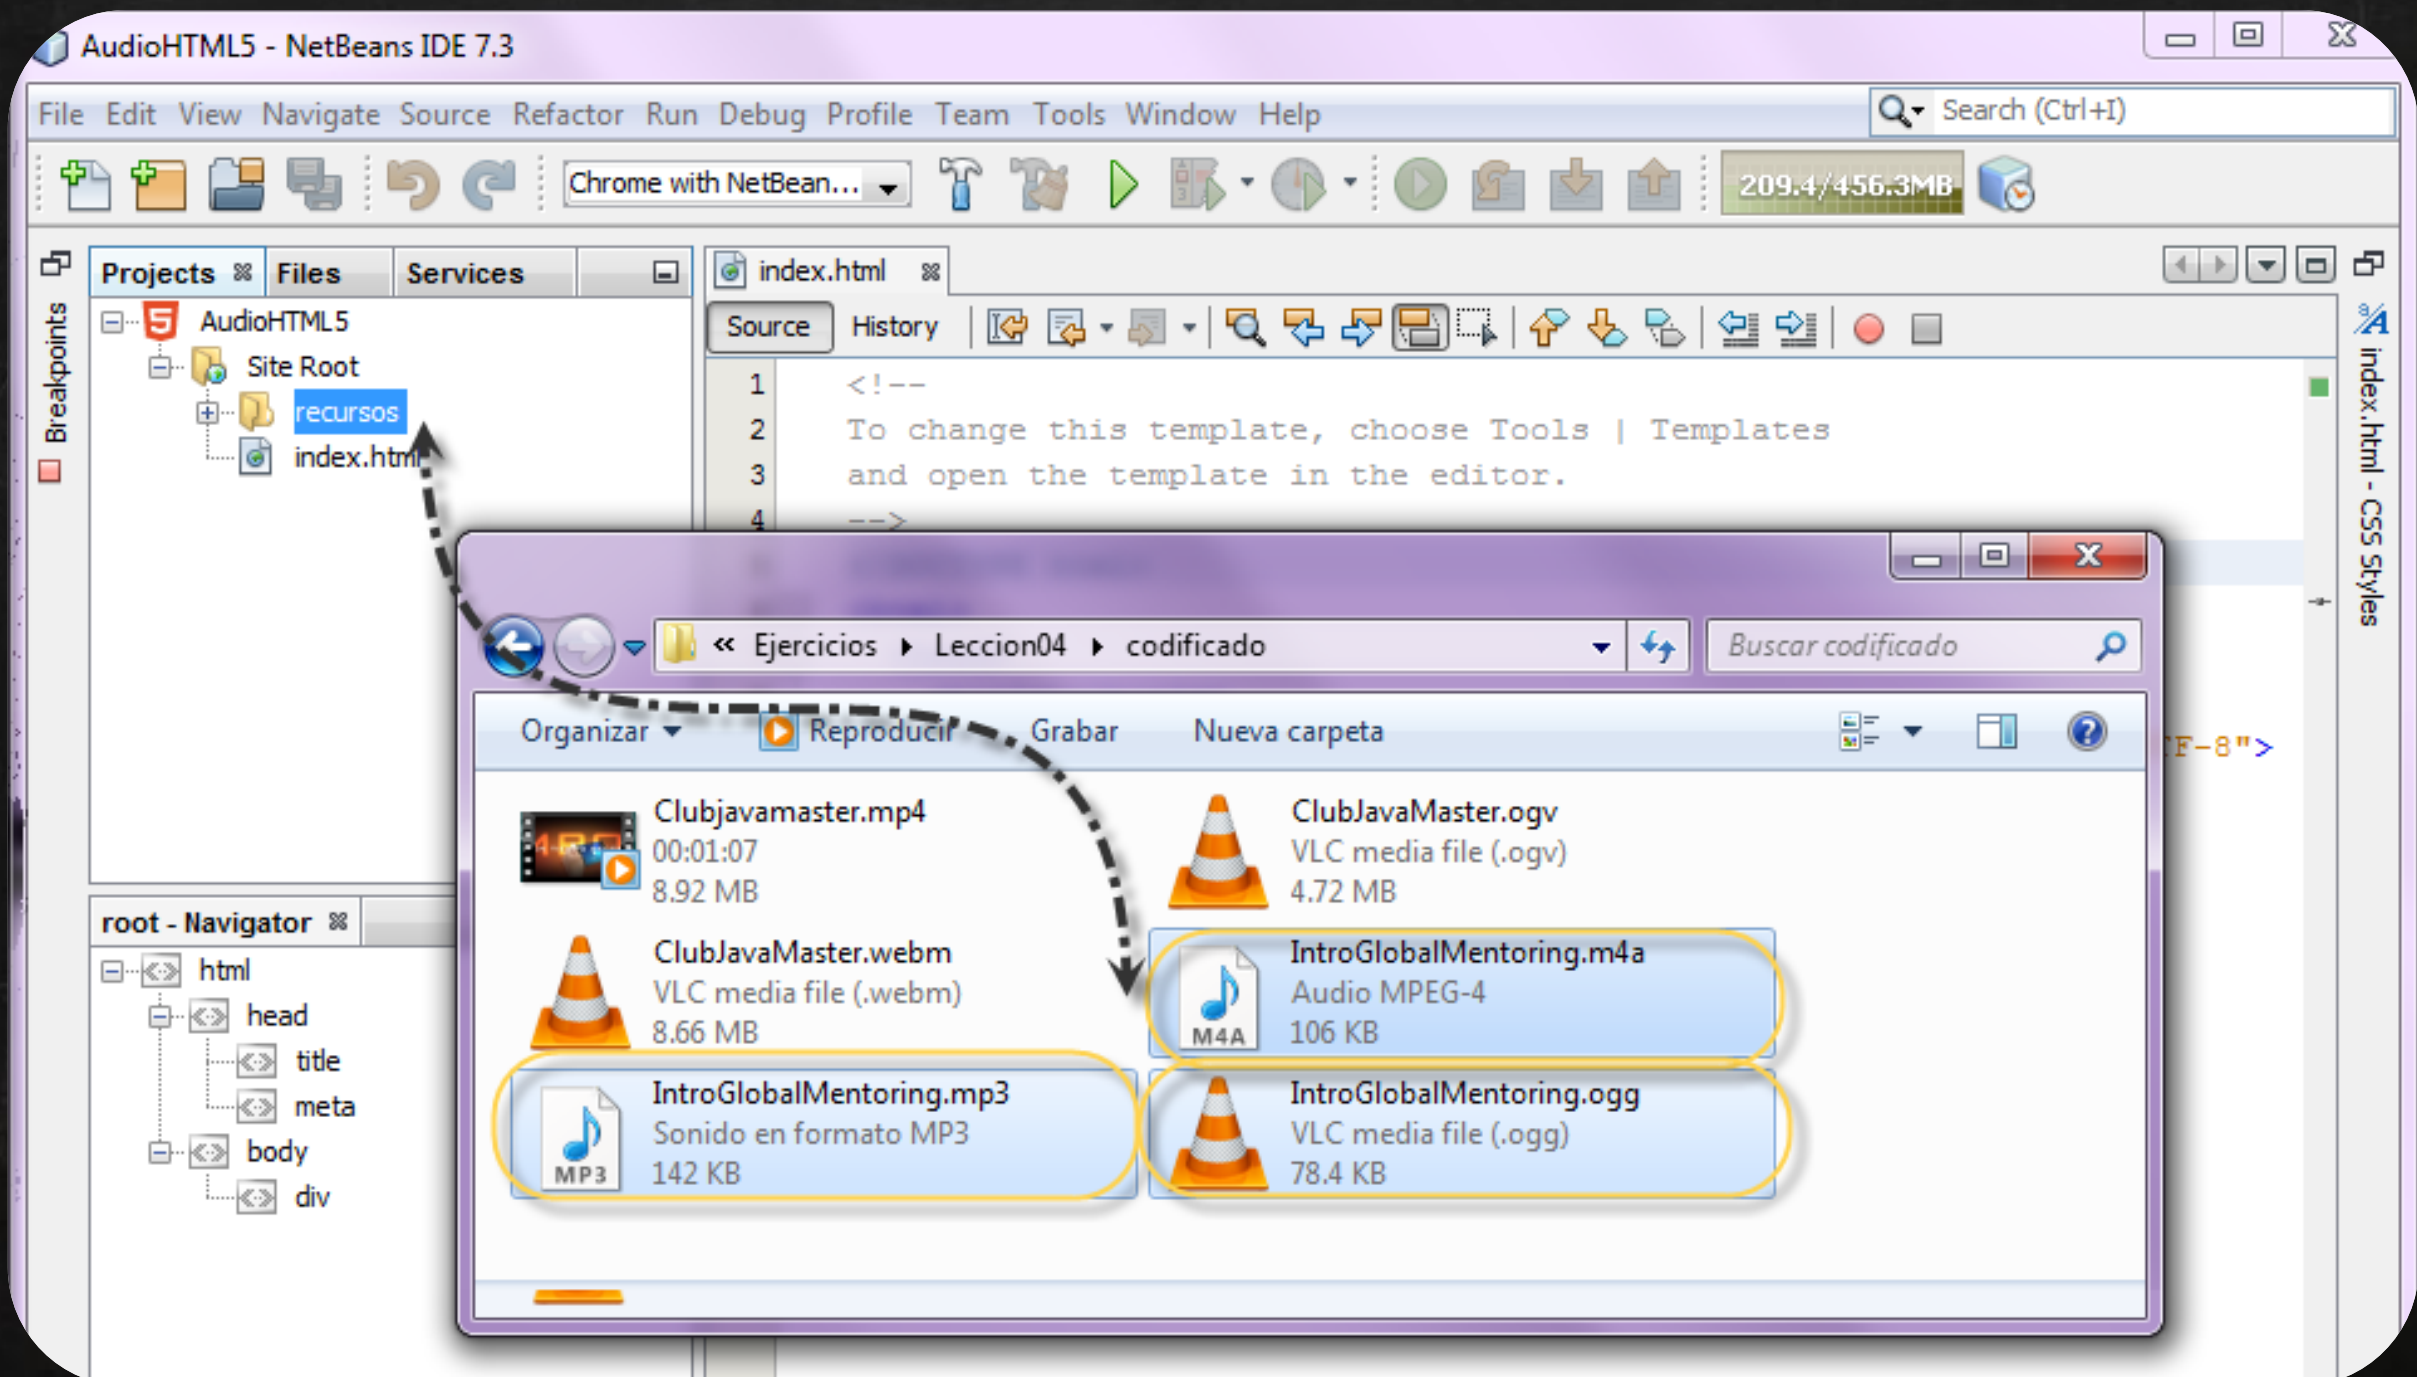 AudioHTML5 - NetBeans IDE 7.3
File Edit View Navigate Source Refactor Run Debug Profile Team Tools Window Help
Search (Ctrl+I)
Chrome with NetBean...
209.4/456.3MB
Projects Files Services
index.html
Breakpoints
AudioHTML5
Site Root
recursos
index.html
Source History
1 <!--
2 To change this template, choose Tools | Templates
3 and open the template in the editor.
4 -->
index.html - CSS Styles
TF-8">
« Ejercicios Leccion04 codificado
Buscar codificado
Organizar Reproducir Grabar Nueva carpeta
Clubjavamaster.mp4
00:01:07
8.92 MB
ClubJavaMaster.ogv
VLC media file (.ogv)
4.72 MB
ClubJavaMaster.webm
VLC media file (.webm)
8.66 MB
M4A
IntroGlobalMentoring.m4a
Audio MPEG-4
106 KB
MP3
IntroGlobalMentoring.mp3
Sonido en formato MP3
142 KB
IntroGlobalMentoring.ogg
VLC media file (.ogg)
78.4 KB
root - Navigator
html
head
title
meta
body
div